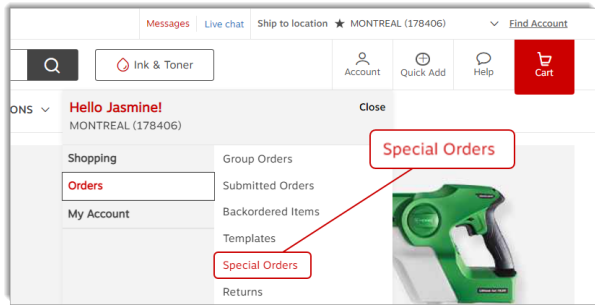 Messages Live chat Ship to location ★ MONTREAL (178406) Find Account
Ink & Toner Account Quick Add Help Cart
ONS
Hello Jasmine! Close
MONTREAL (178406)
Special Orders
Shopping Group Orders
Orders Submitted Orders
My Account Backordered Items
Templates
Special Orders
Returns